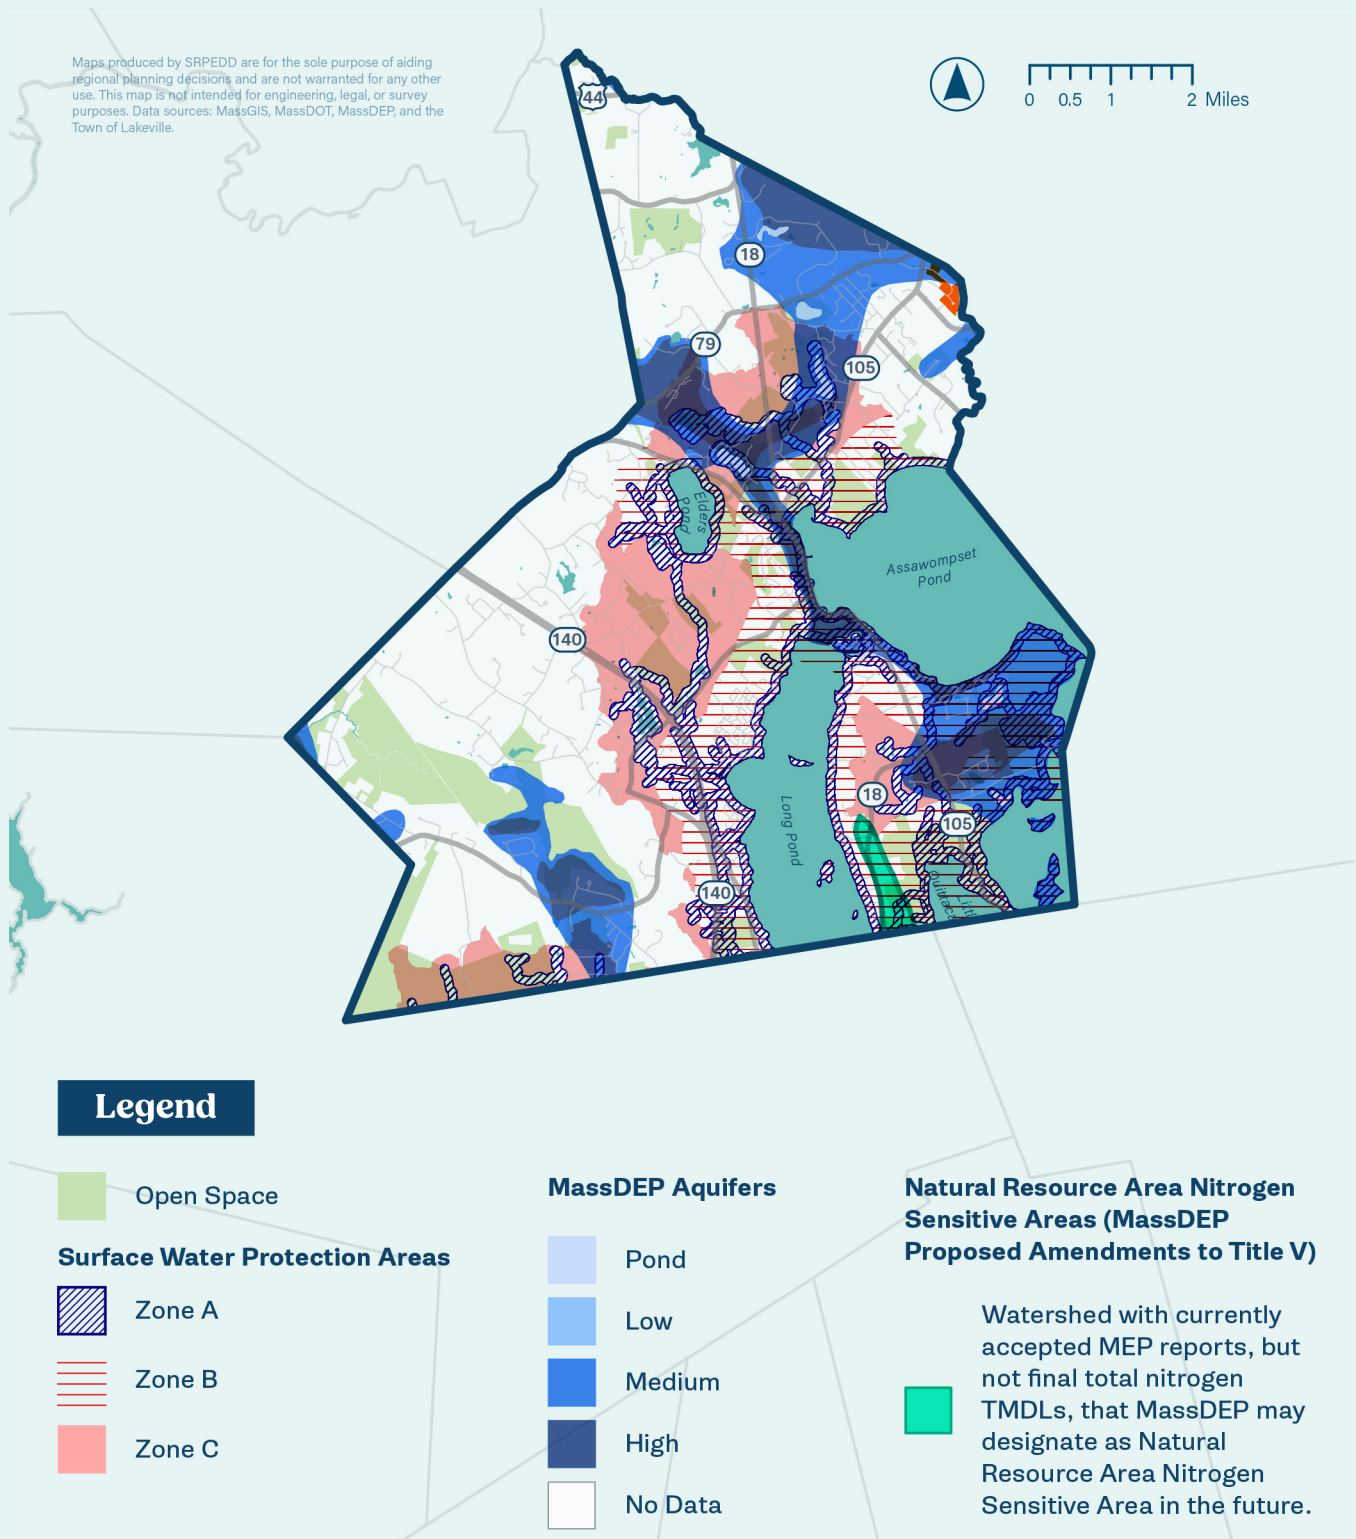 Maps produced by SRPEDD are for the sole purpose of aiding
regional planning decisions and are not warranted for any other
use. This map is not intended for engineering, legal, or survey
purposes. Data sources: MassGIS, MassDOT, MassDEP, and the
Town of Lakeville.
0 0.5 1 2 Miles
44
18
79
105
Elders
Pond
Assawompset
Pond
140
Long Pond
18
105
140
Legend
Open Space
Surface Water Protection Areas
Zone A
Zone B
Zone C
MassDEP Aquifers
Pond
Low
Medium
High
No Data
Natural Resource Area Nitrogen
Sensitive Areas (MassDEP
Proposed Amendments to Title V)
Watershed with currently
accepted MEP reports, but
not final total nitrogen
TMDLs, that MassDEP may
designate as Natural
Resource Area Nitrogen
Sensitive Area in the future.